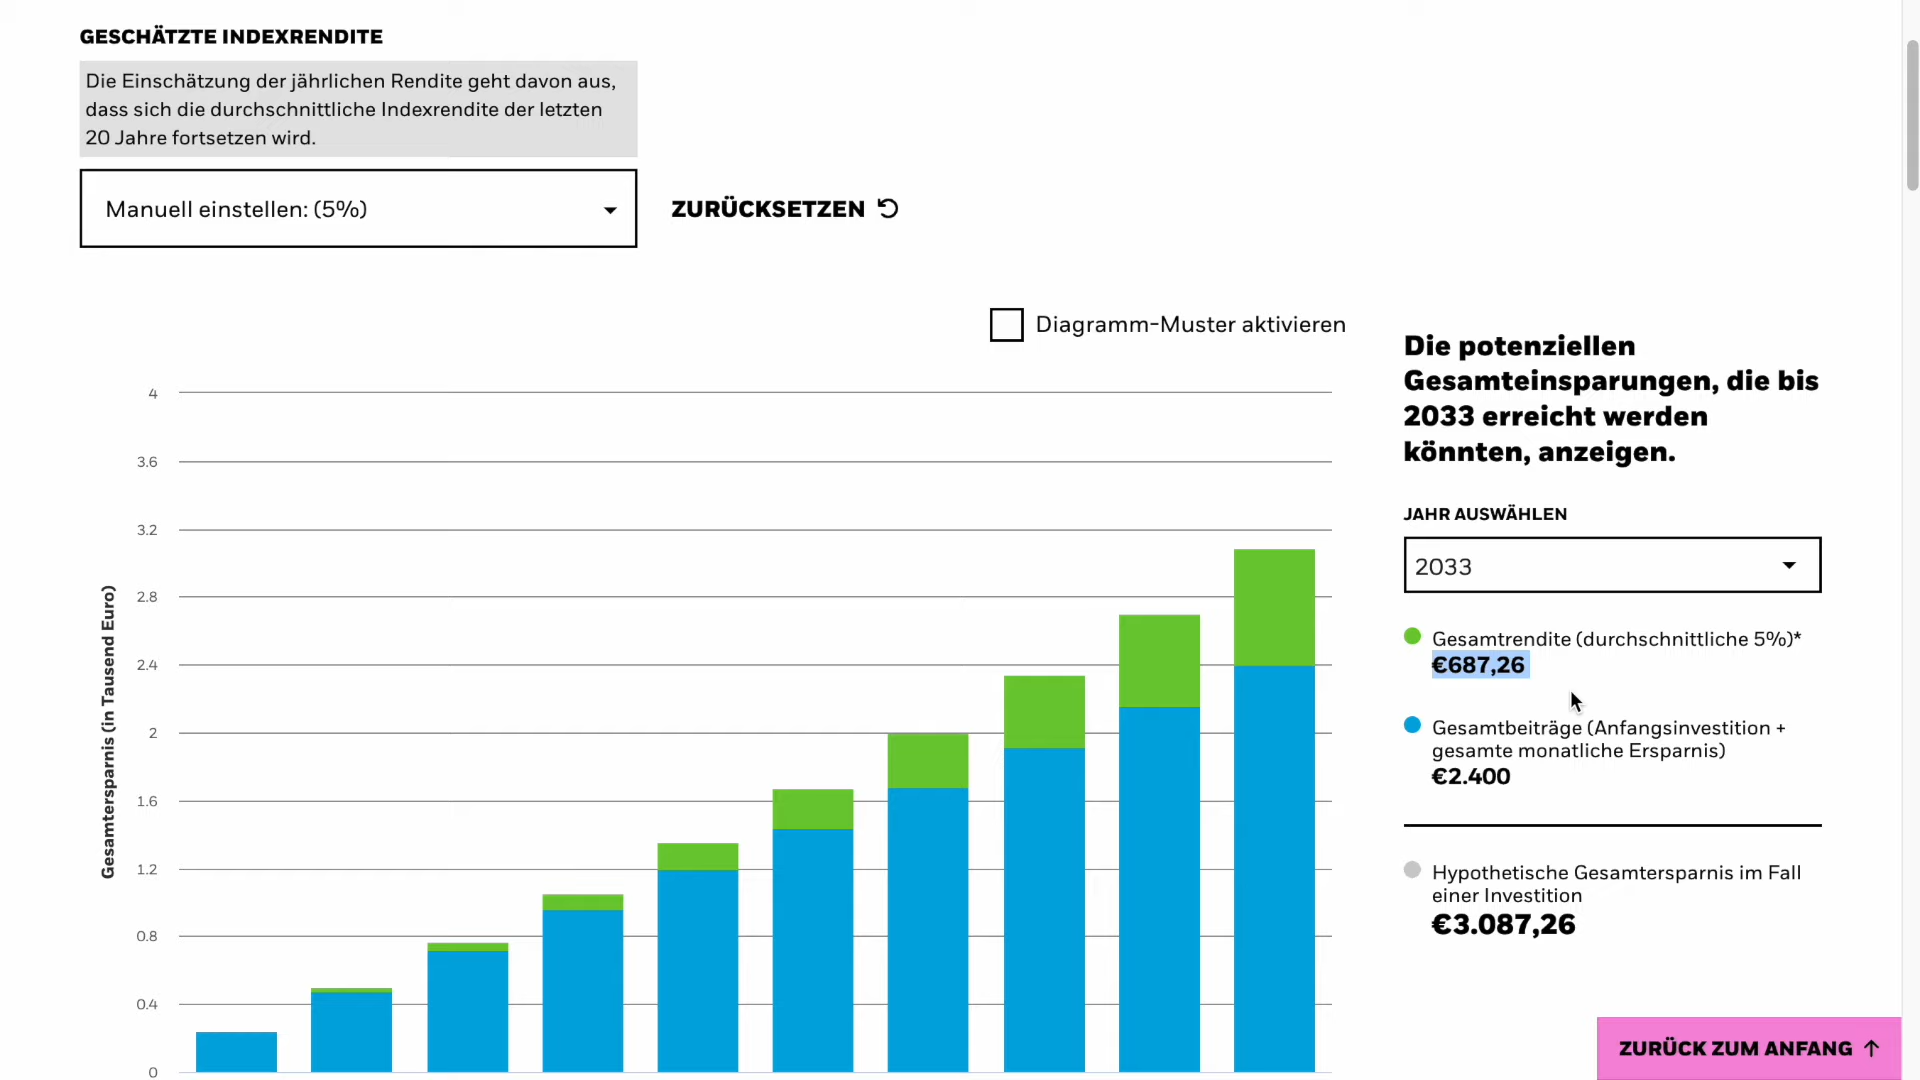 GESCHÄTZTE INDEXRENDITE
Die Einschätzung der jährlichen Rendite geht davon aus,
dass sich die durchschnittliche Indexrendite der letzten
20 Jahre fortsetzen wird.
Manuell einstellen: (5%)
ZURÜCKSETZEN
Diagramm-Muster aktivieren
4
3.6
3.2
2.8
2.4
2
1.6
1.2
0.8
0.4
0
Gesamtersparnis (in Tausend Euro)
Die potenziellen
Gesamteinsparungen, die bis
2033 erreicht werden
könnten, anzeigen.
JAHR AUSWÄHLEN
2033
Gesamtrendite (durchschnittliche 5%)*
€687,26
Gesamtbeiträge (Anfangsinvestition +
gesamte monatliche Ersparnis)
€2.400
Hypothetische Gesamtersparnis im Fall
einer Investition
€3.087,26
ZURÜCK ZUM ANFANG